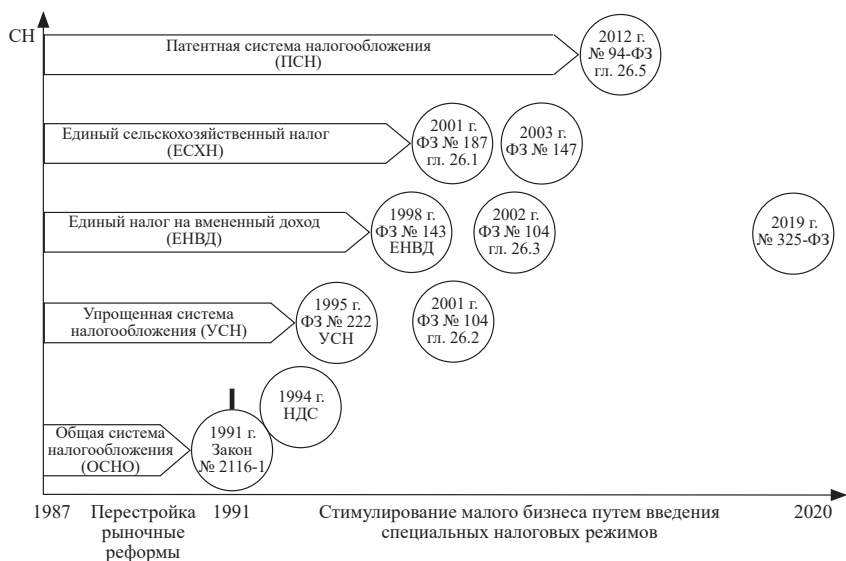 СН
Патентная система налогообложения
(ПСН)
2012 г.
№ 94-ФЗ
гл. 26.5
Единый сельскохозяйственный налог
(ЕСХН)
2001 г.
ФЗ № 187
гл. 26.1
2003 г.
ФЗ № 147
Единый налог на вмененный доход
(ЕНВД)
1998 г.
ФЗ № 143
ЕНВД
2002 г.
ФЗ № 104
гл. 26.3
2019 г.
№ 325-ФЗ
Упрощенная система
налогообложения (УСН)
1995 г.
ФЗ № 222
УСН
2001 г.
ФЗ № 104
гл. 26.2
1994 г.
НДС
Общая система
налогообложения
(ОСНО)
1991 г.
Закон
№ 2116-1
1987
Перестройка
рыночные
реформы
1991
Стимулирование малого бизнеса путем введения
специальных налоговых режимов
2020